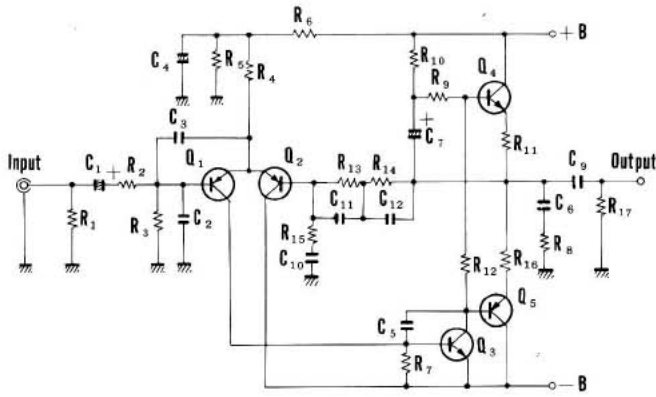 R6
+B
C4
R5
R4
R10
R9
Q4
C3
+
C7
R11
Input
C1
+
R2
Q1
Q2
R13
R14
C9
Output
R1
R3
C2
C11
C12
C6
R17
R15
C10
R8
R12
R16
C5
Q5
R7
Q3
−B